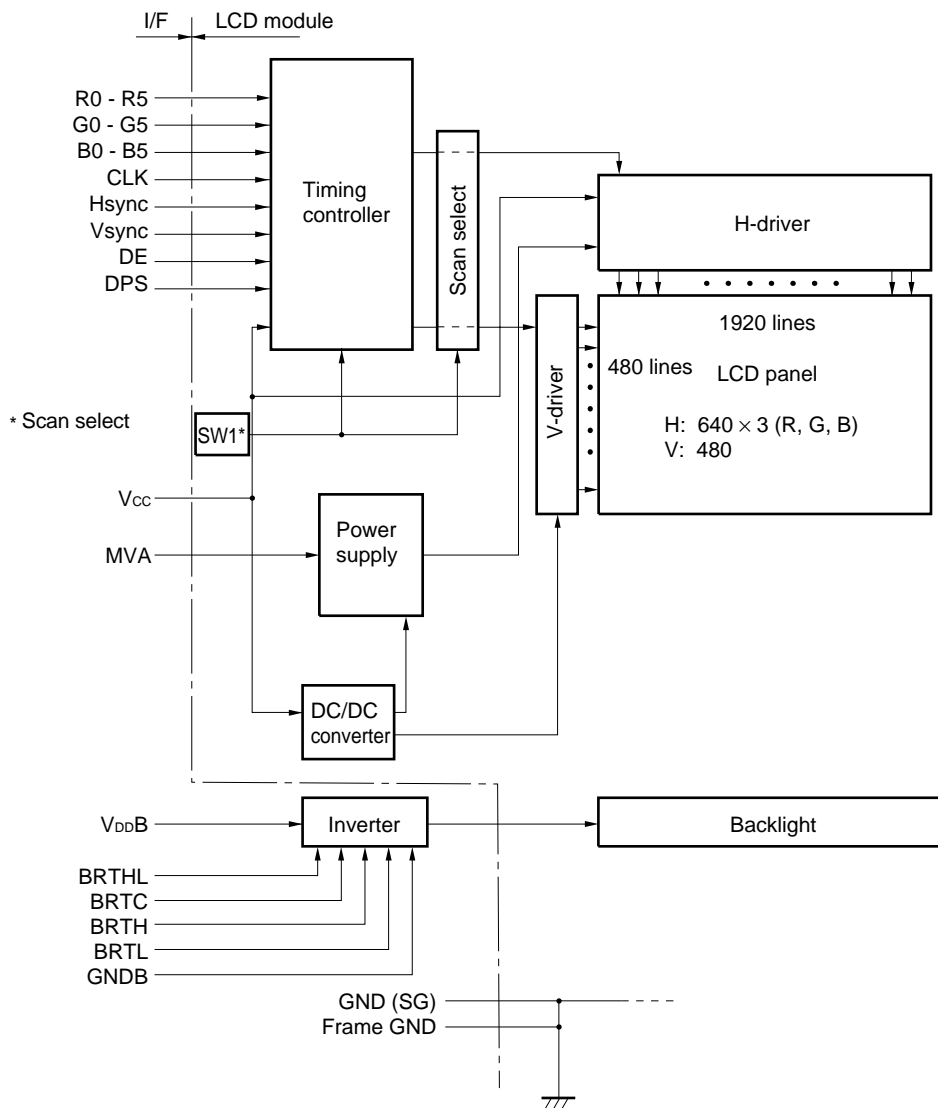 I/F
LCD module
R0 - R5
G0 - G5
B0 - B5
CLK
Hsync
Vsync
DE
DPS
Timing
controller
Scan select
H-driver
1920 lines
480 lines
LCD panel
H: 640 × 3 (R, G, B)
V: 480
V-driver
* Scan select
SW1*
VCC
MVA
Power
supply
DC/DC
converter
VDDB
Inverter
Backlight
BRTHL
BRTC
BRTH
BRTL
GNDB
GND (SG)
Frame GND